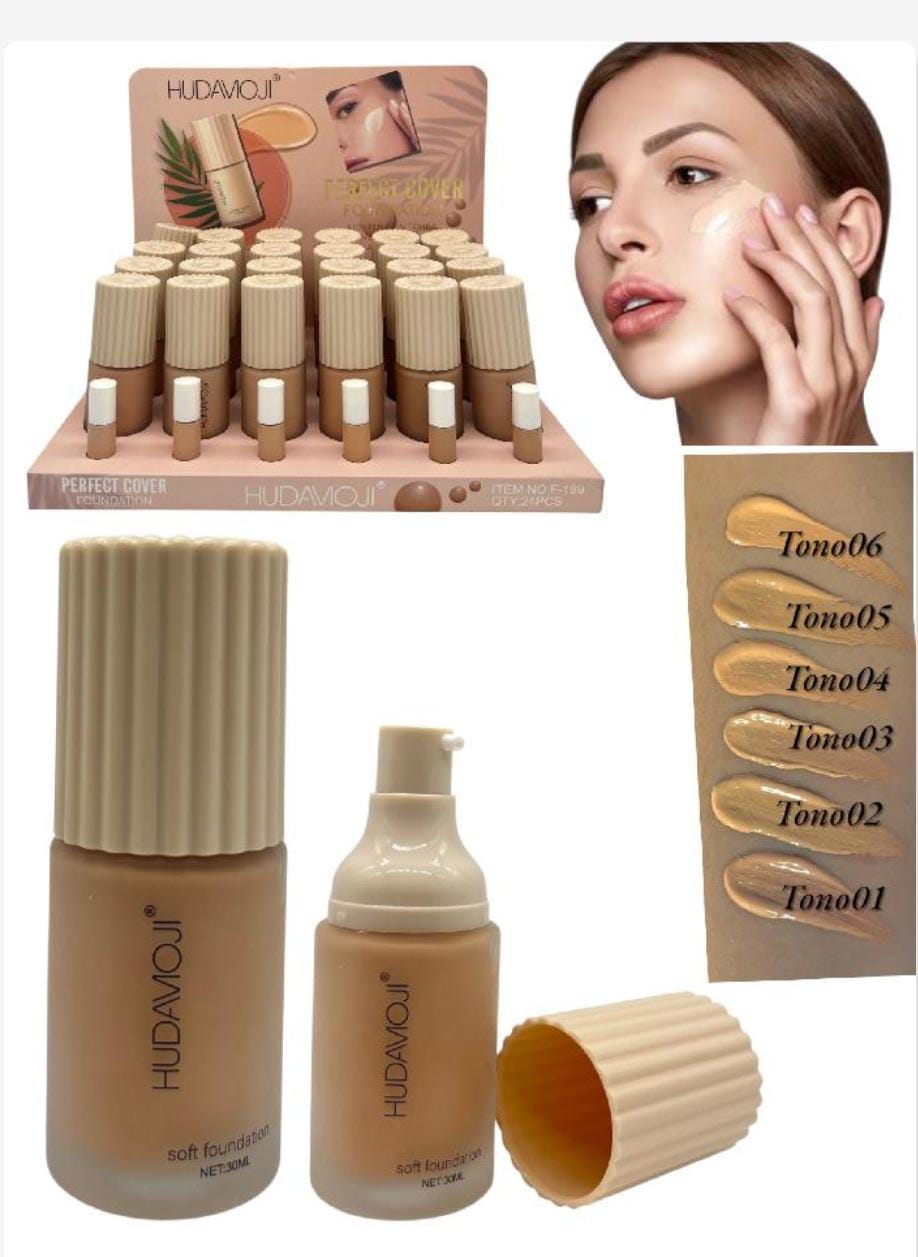 HUDAMOJI®
PERFECT COVER
FOUNDATION
PERFECT COVER
FOUNDATION
HUDAMOJI®
ITEM NO:F-199
QTY:24PCS
Tono06
Tono05
Tono04
Tono03
Tono02
Tono01
HUDAMOJI®
soft foundation
NET:30ML
HUDAMOJI®
soft foundation
NET:30ML